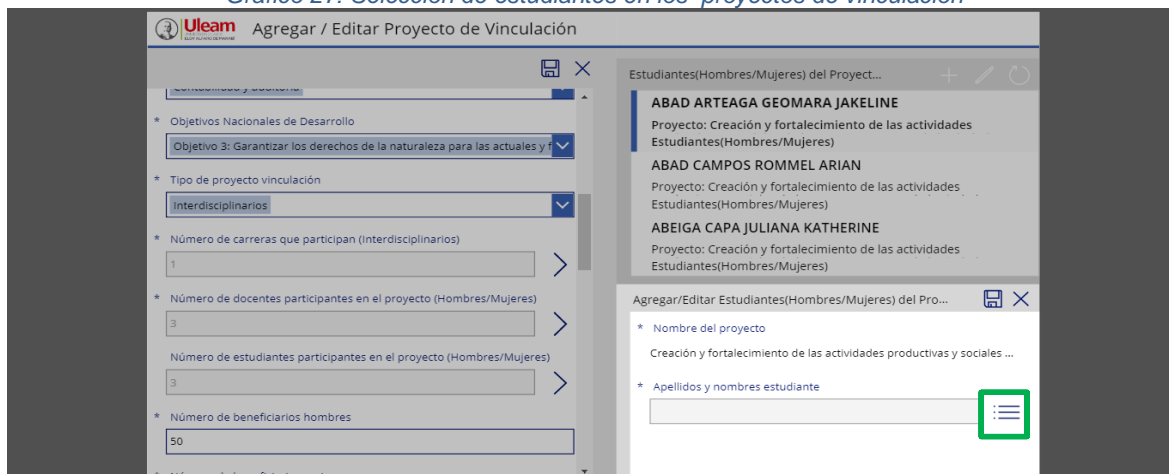 Gráfico 27. Selección de estudiantes en los proyectos de vinculación
Uleam
Agregar / Editar Proyecto de Vinculación
Contabilidad y auditoría
* Objetivos Nacionales de Desarrollo
Objetivo 3: Garantizar los derechos de la naturaleza para las actuales y f
* Tipo de proyecto vinculación
Interdisciplinarios
* Número de carreras que participan (Interdisciplinarios)
1
* Número de docentes participantes en el proyecto (Hombres/Mujeres)
3
Número de estudiantes participantes en el proyecto (Hombres/Mujeres)
3
* Número de beneficiarios hombres
50
Estudiantes(Hombres/Mujeres) del Project...
ABAD ARTEAGA GEOMARA JAKELINE
Proyecto: Creación y fortalecimiento de las actividades
Estudiantes(Hombres/Mujeres)
ABAD CAMPOS ROMMEL ARIAN
Proyecto: Creación y fortalecimiento de las actividades
Estudiantes(Hombres/Mujeres)
ABEIGA CAPA JULIANA KATHERINE
Proyecto: Creación y fortalecimiento de las actividades
Estudiantes(Hombres/Mujeres)
Agregar/Editar Estudiantes(Hombres/Mujeres) del Pro...
* Nombre del proyecto
Creación y fortalecimiento de las actividades productivas y sociales ...
* Apellidos y nombres estudiante